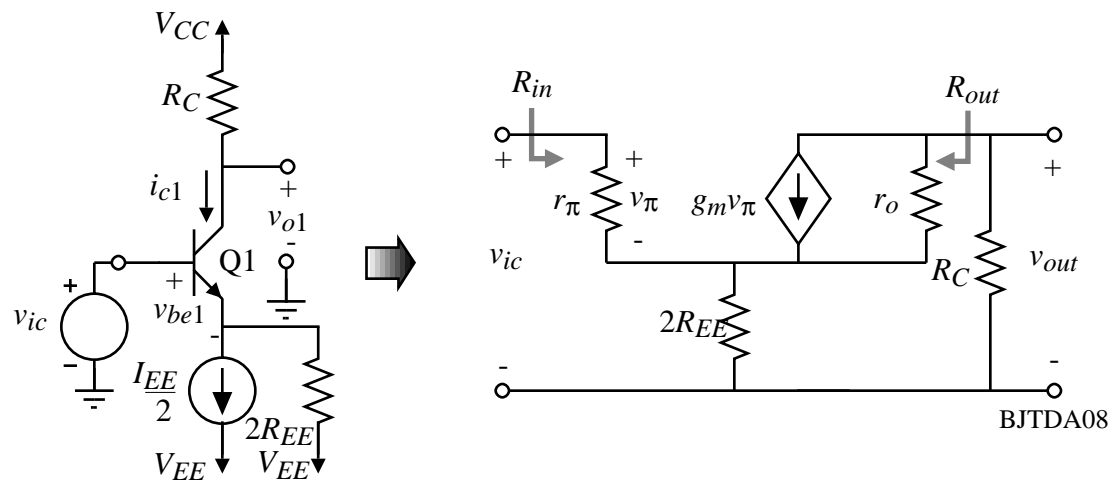 V_CC
R_C
i_c1
+
v_o1
-
Q1
+
v_be1
-
+
v_ic
-
I_EE
2
2R_EE
V_EE
V_EE
R_in
R_out
+
+
+
r_π
v_π
g_m v_π
r_o
-
v_ic
R_C
v_out
2R_EE
-
-
BJTDA08